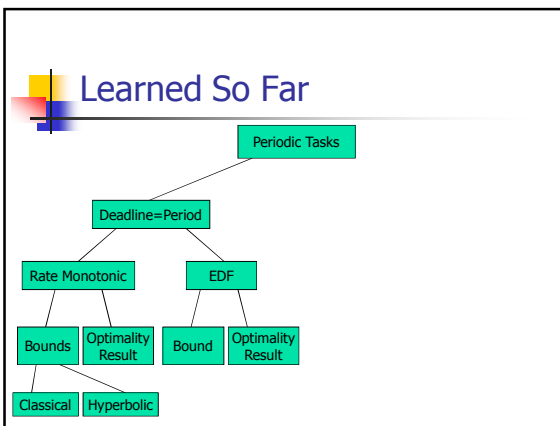 Learned So Far
Periodic Tasks
Deadline=Period
Rate Monotonic
EDF
Bounds
Optimality
Result
Bound
Optimality
Result
Classical
Hyperbolic